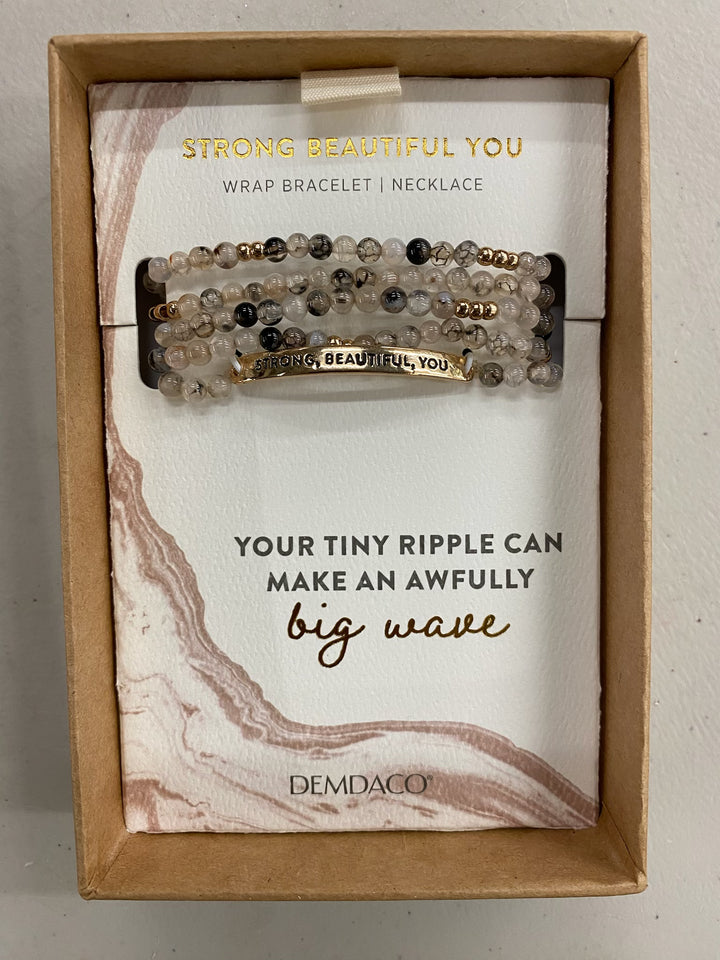 STRONG BEAUTIFUL YOU
WRAP BRACELET | NECKLACE
STRONG, BEAUTIFUL, YOU
YOUR TINY RIPPLE CAN
MAKE AN AWFULLY
big wave
DEMDACO®